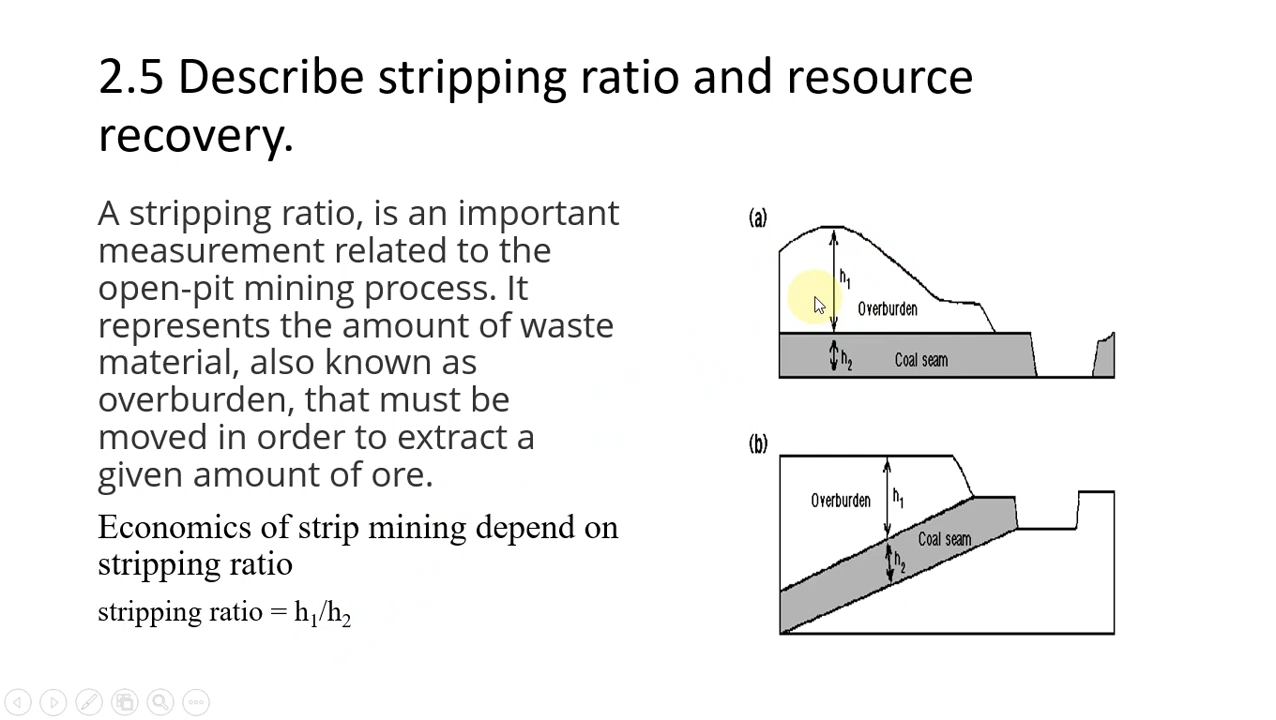 2.5 Describe stripping ratio and resource
recovery.
A stripping ratio, is an important
measurement related to the
open-pit mining process. It
represents the amount of waste
material, also known as
overburden, that must be
moved in order to extract a
given amount of ore.
Economics of strip mining depend on
stripping ratio
stripping ratio = h₁/h₂
(a)
h₁
Overburden
h₂
Coal seam
(b)
Overburden
h₁
Coal seam
h₂